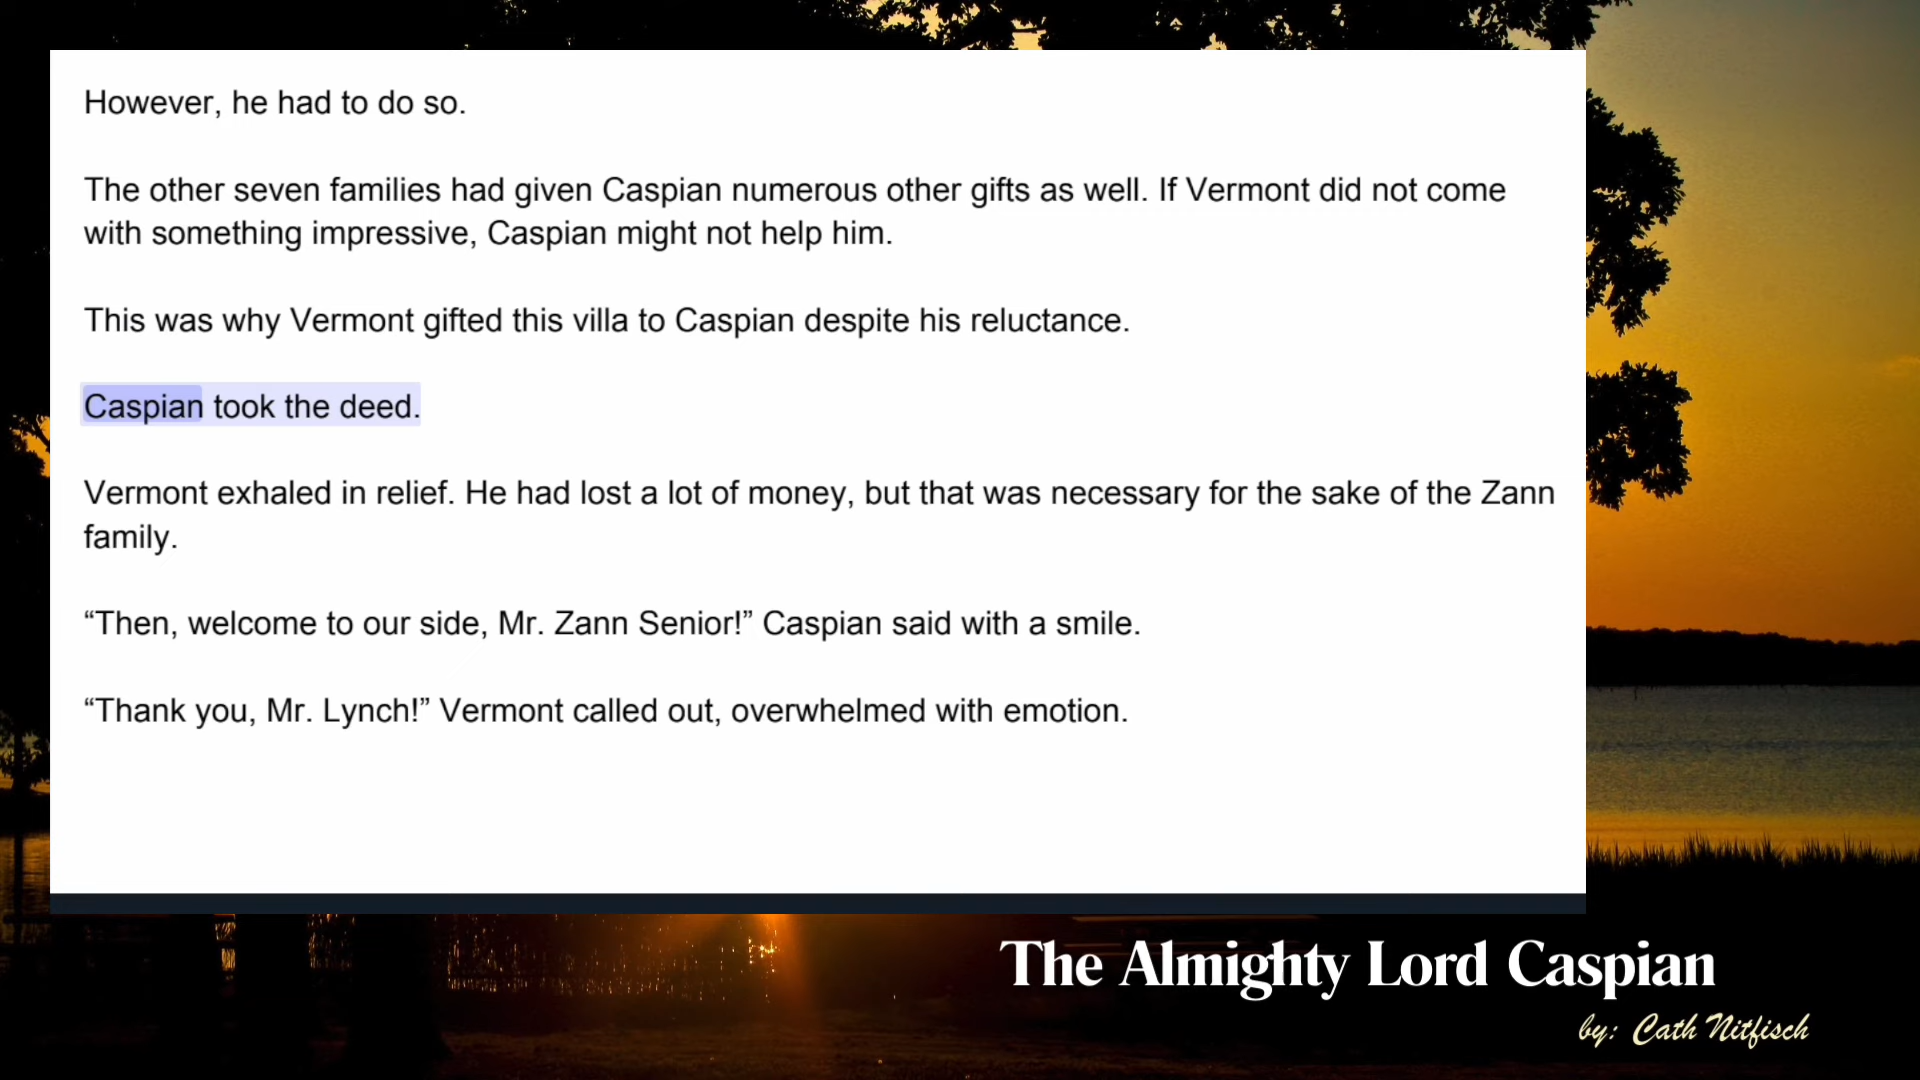 However, he had to do so.
The other seven families had given Caspian numerous other gifts as well. If Vermont did not come
with something impressive, Caspian might not help him.
This was why Vermont gifted this villa to Caspian despite his reluctance.
Caspian took the deed.
Vermont exhaled in relief. He had lost a lot of money, but that was necessary for the sake of the Zann
family.
“Then, welcome to our side, Mr. Zann Senior!” Caspian said with a smile.
“Thank you, Mr. Lynch!” Vermont called out, overwhelmed with emotion.
The Almighty Lord Caspian
by: Cath Nitfisch